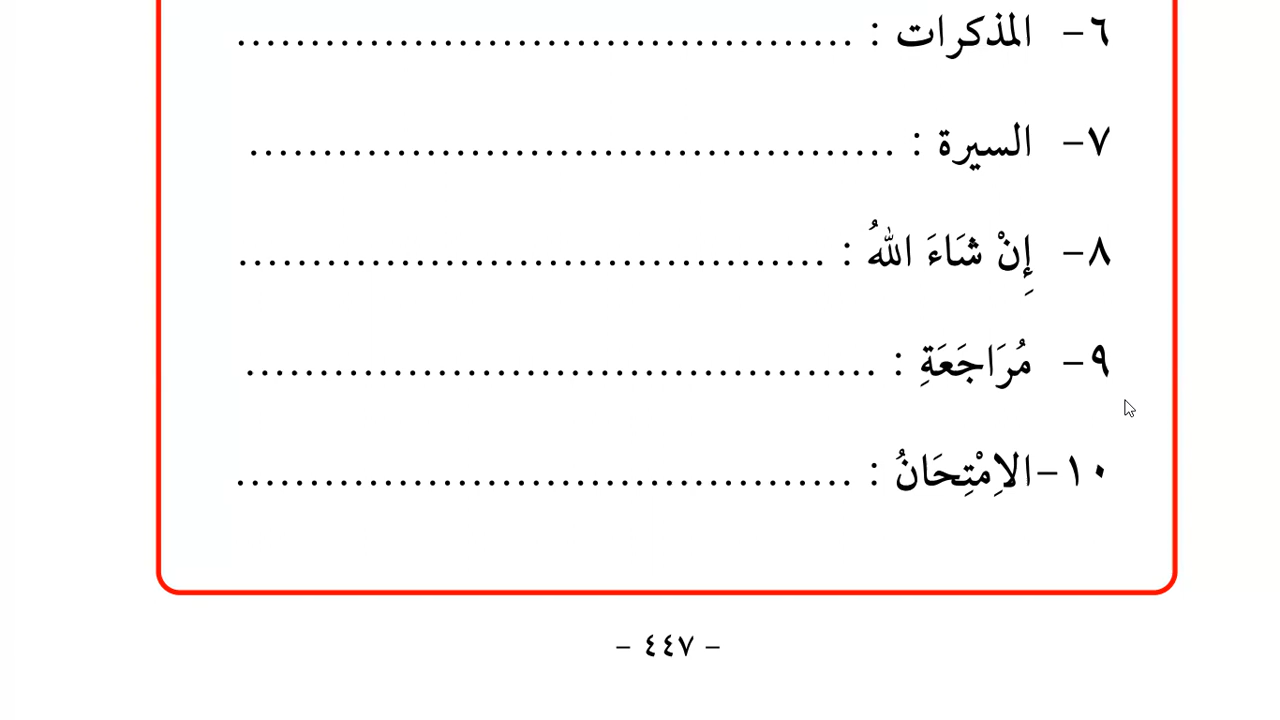 ٦- المذكرات : ..........................................
٧- السيرة : ............................................
٨- إِنْ شَاءَ اللهُ : ........................................
٩- مُرَاجَعَةِ : ...........................................
١٠-الاِمْتِحَانُ : ..........................................
- ٤٤٧ -